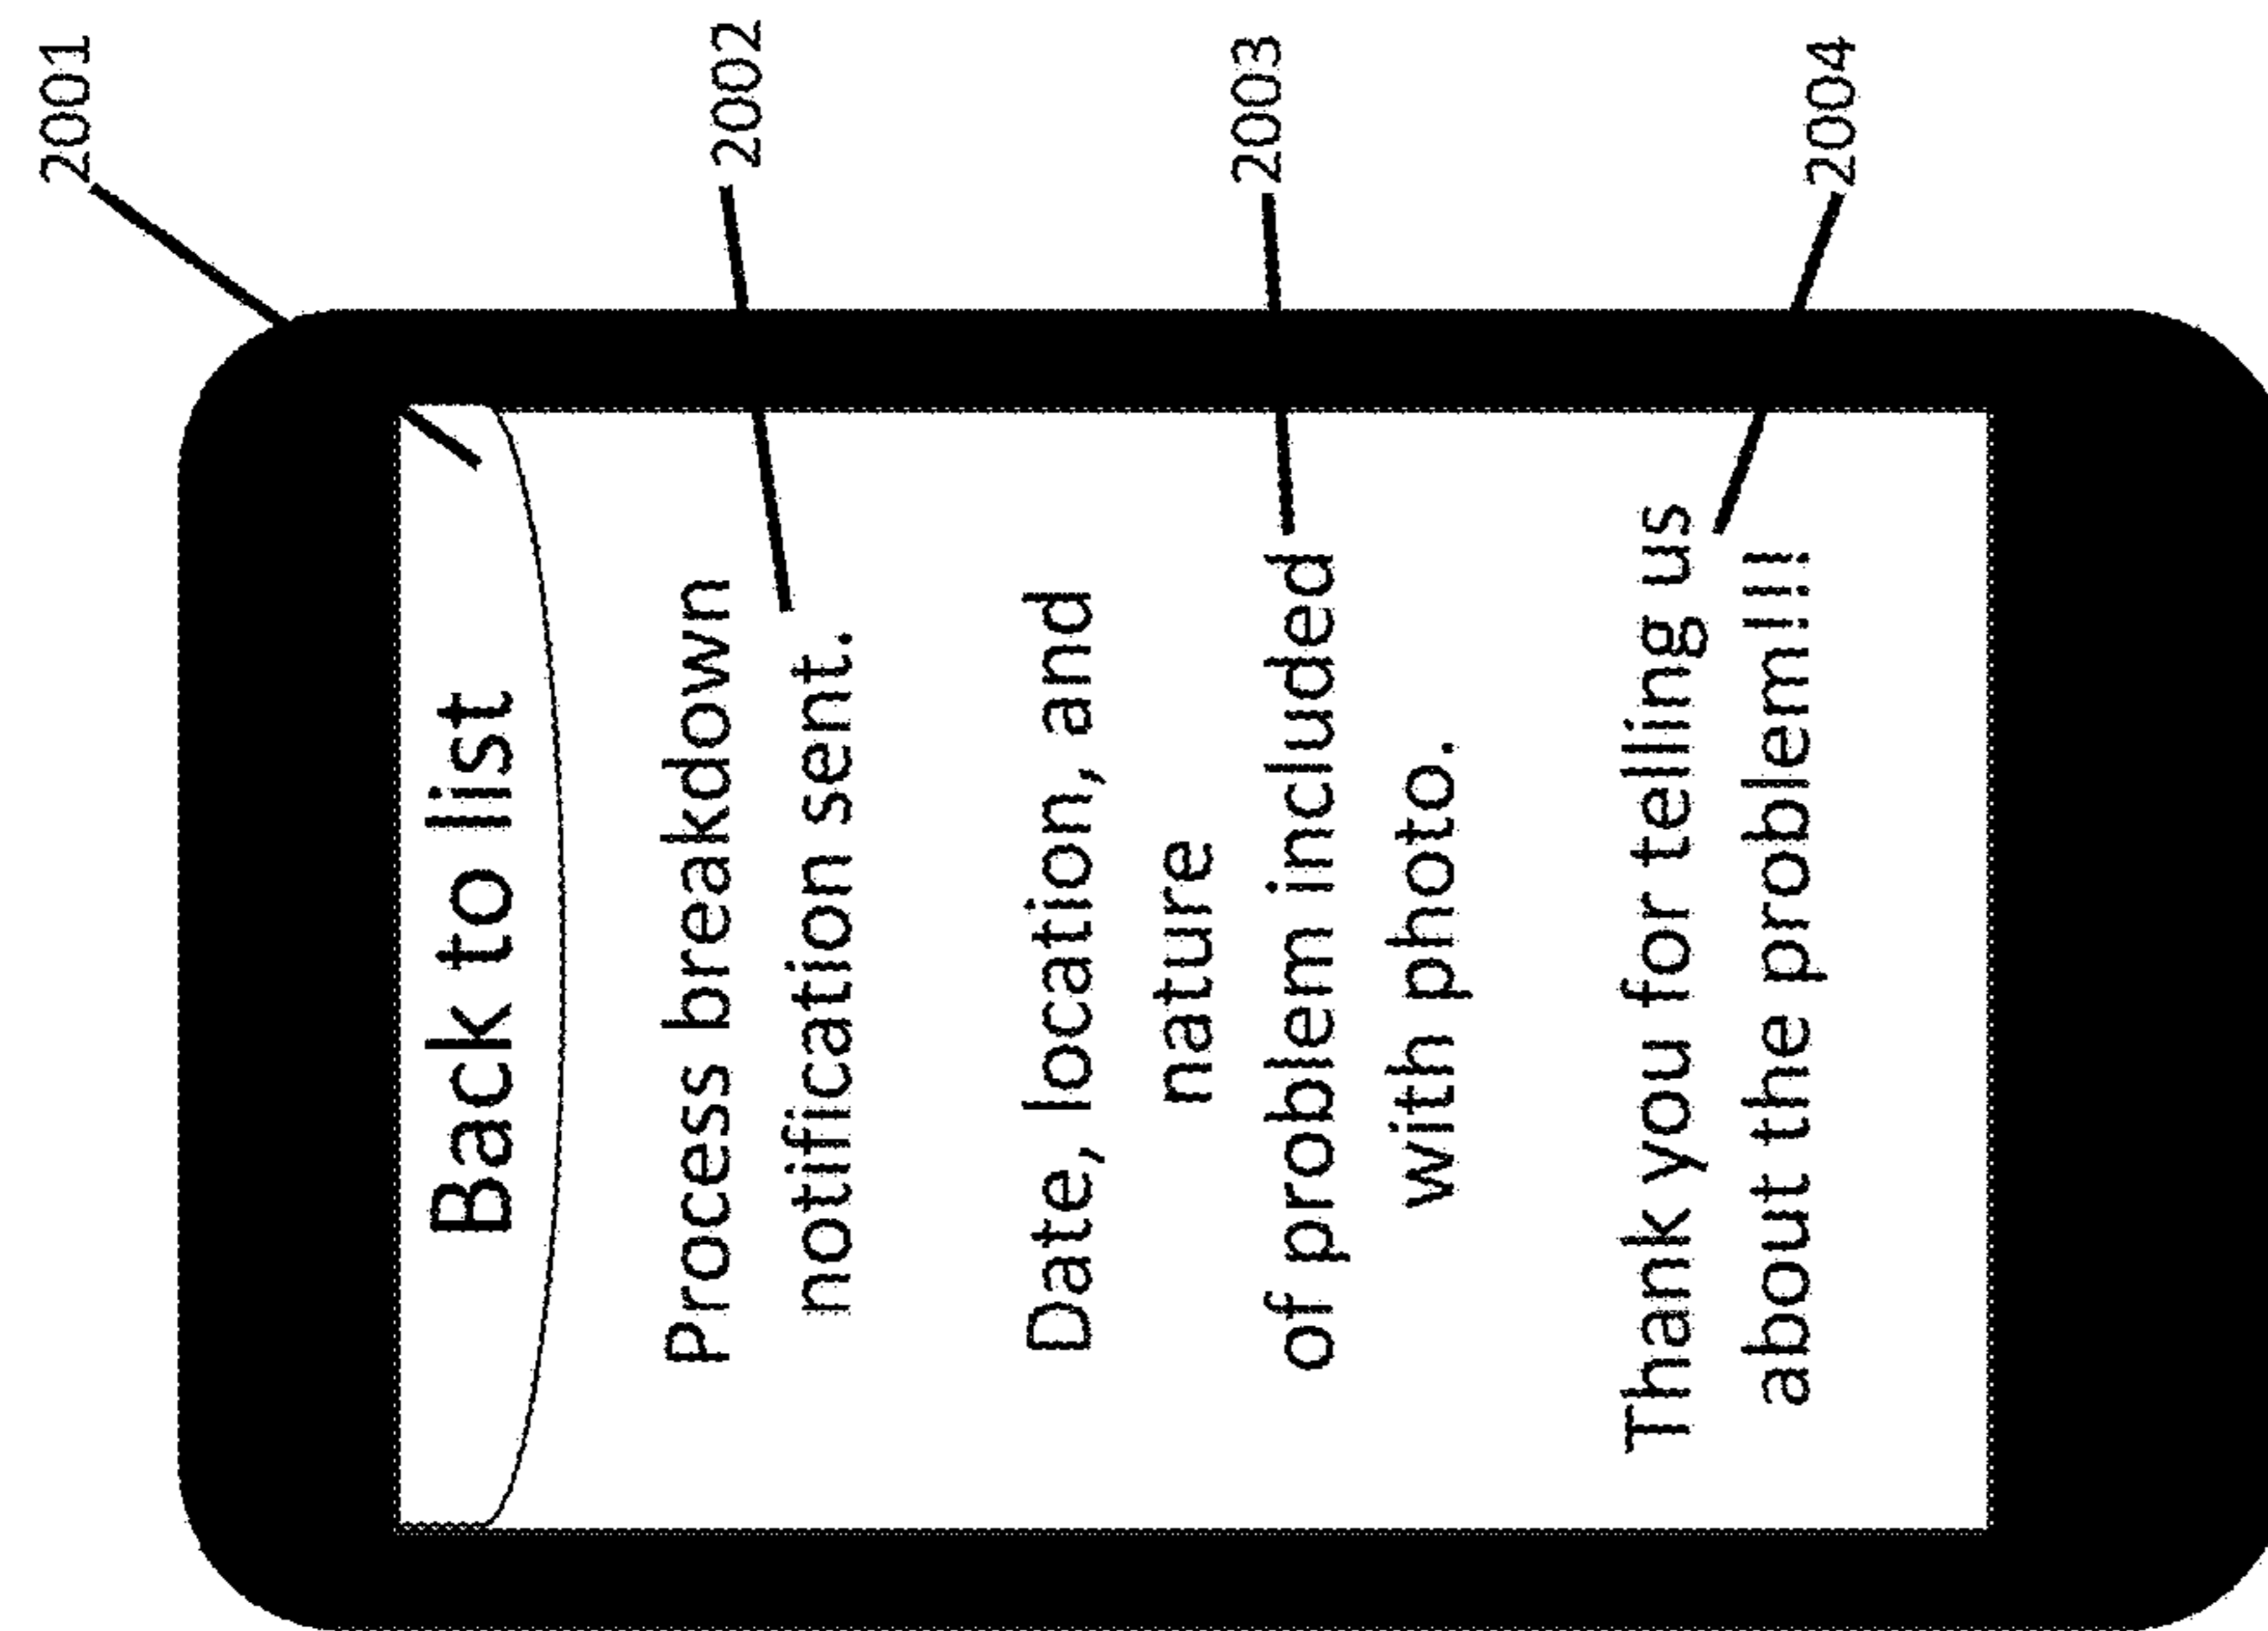 2001
Back to list
Process breakdown
notification sent.
2002
Date, location, and
nature
of problem included
with photo.
2003
Thank you for telling us
about the problem!!!
2004